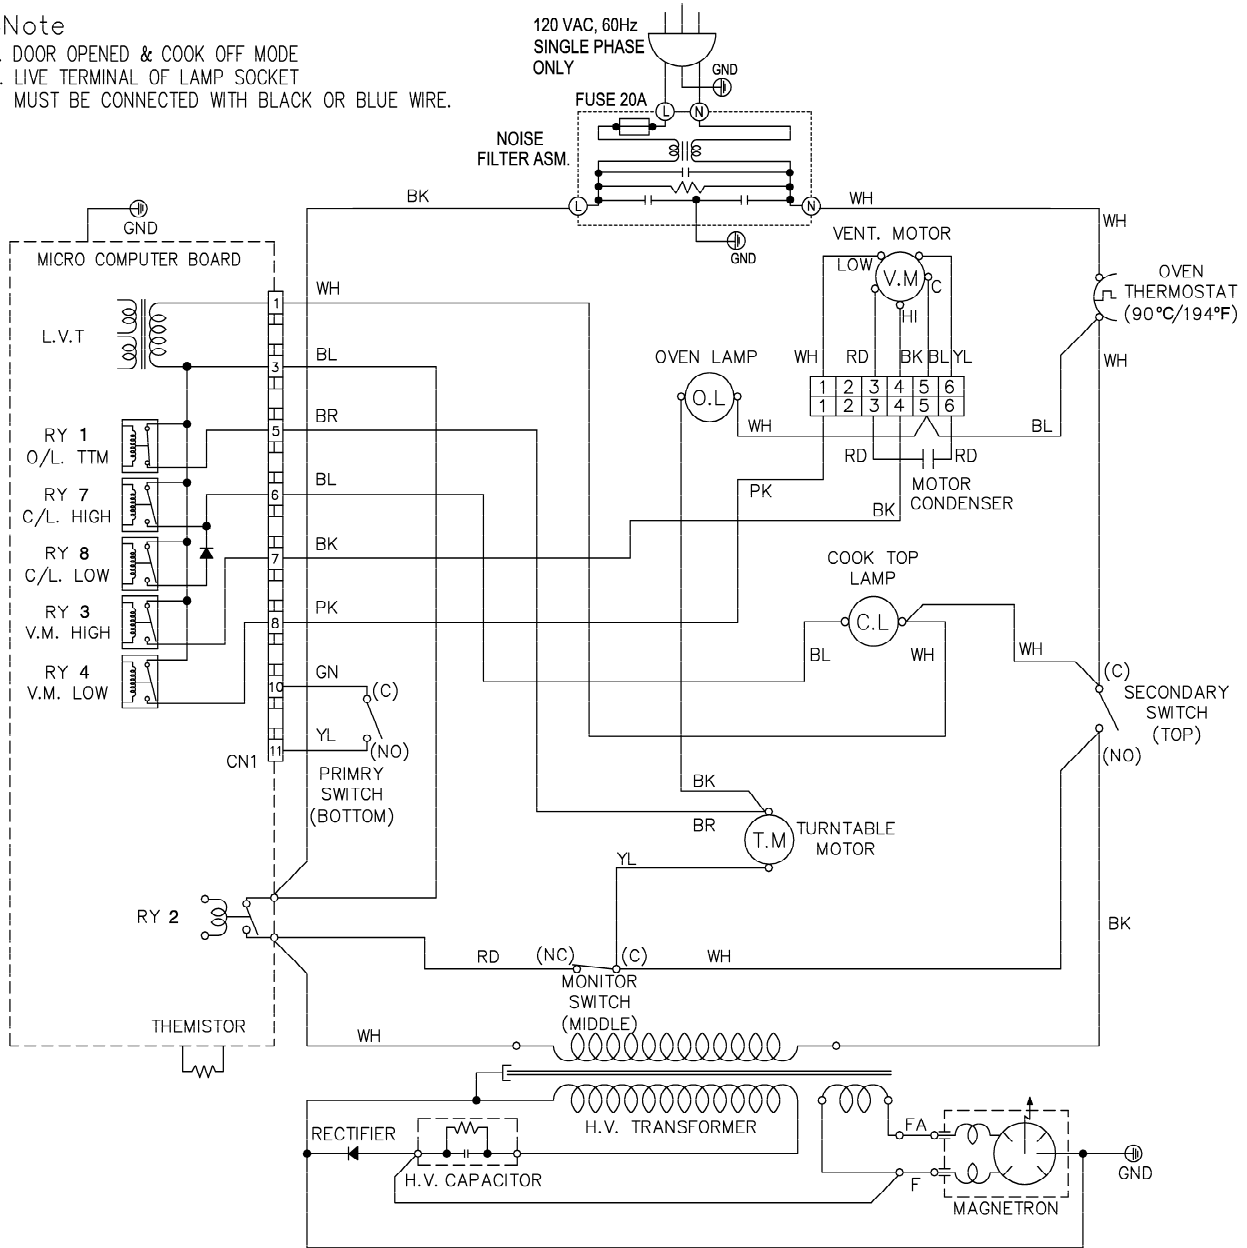 Note
. DOOR OPENED & COOK OFF MODE
. LIVE TERMINAL OF LAMP SOCKET
MUST BE CONNECTED WITH BLACK OR BLUE WIRE.
120 VAC, 60Hz
SINGLE PHASE
ONLY
GND
FUSE 20A
L N
NOISE
FILTER ASM.
L N
GND
BK
WH
WH
GND
MICRO COMPUTER BOARD
L.V.T
1 WH
3 BL
5 BR
6 BL
7 BK
8 PK
10 GN
11 YL
CN1
RY 1
O/L. TTM
RY 7
C/L. HIGH
RY 8
C/L. LOW
RY 3
V.M. HIGH
RY 4
V.M. LOW
(C)
(NO)
PRIMRY
SWITCH
(BOTTOM)
VENT. MOTOR
LOW
V.M
C
HI
WH RD BK BL YL
1 2 3 4 5 6
1 2 3 4 5 6
OVEN LAMP
O.L
WH
BL
RD RD
MOTOR
CONDENSER
PK
BK
OVEN
THERMOSTAT
(90°C/194°F)
WH
COOK TOP
LAMP
C.L
BL
WH
WH
(C)
SECONDARY
SWITCH
(TOP)
(NO)
BK
BR
T.M
TURNTABLE
MOTOR
YL
RY 2
RD
(NC)
(C)
WH
MONITOR
SWITCH
(MIDDLE)
BK
THEMISTOR
WH
H.V. TRANSFORMER
RECTIFIER
H.V. CAPACITOR
FA
F
MAGNETRON
GND